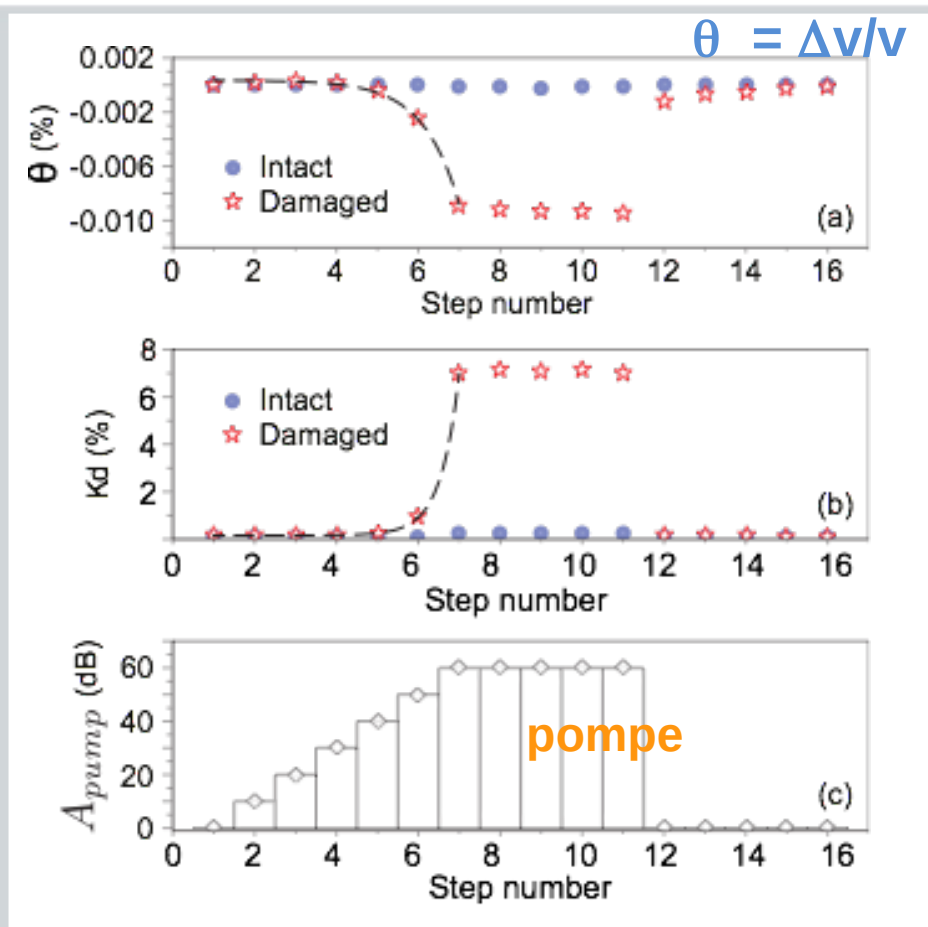 θ = Δv/v
0.002
-0.002
-0.006
-0.010
θ (%)
Intact
Damaged
(a)
0 2 4 6 8 10 12 14 16
Step number
8
6
4
2
Kd (%)
Intact
Damaged
(b)
0 2 4 6 8 10 12 14 16
Step number
60
40
20
0
A_pump (dB)
pompe
(c)
0 2 4 6 8 10 12 14 16
Step number